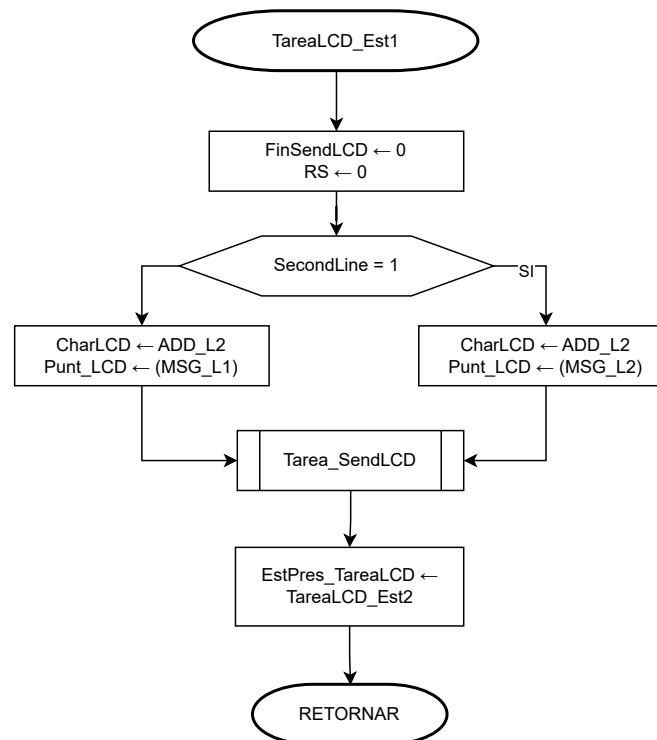 TareaLCD_Est1
FinSendLCD ← 0
RS ← 0
SecondLine = 1
SI
CharLCD ← ADD_L2
Punt_LCD ← (MSG_L1)
CharLCD ← ADD_L2
Punt_LCD ← (MSG_L2)
Tarea_SendLCD
EstPres_TareaLCD ←
TareaLCD_Est2
RETORNAR